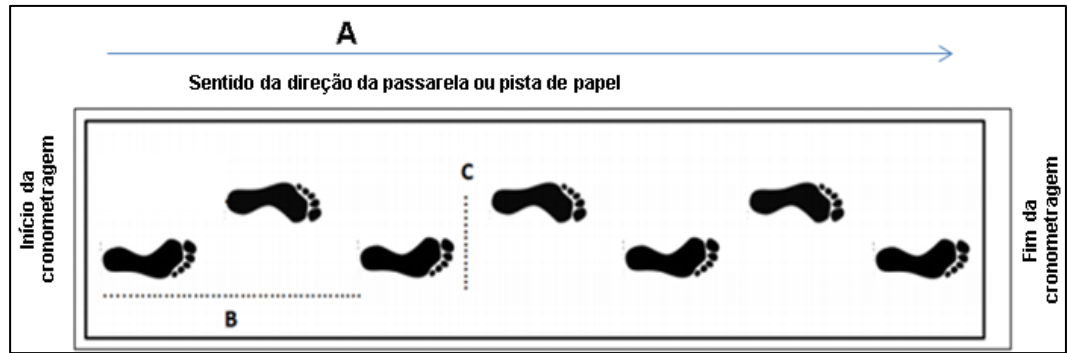 A
Sentido da direção da passarela ou pista de papel
Início da
cronometragem
C
B
Fim da
cronometragem